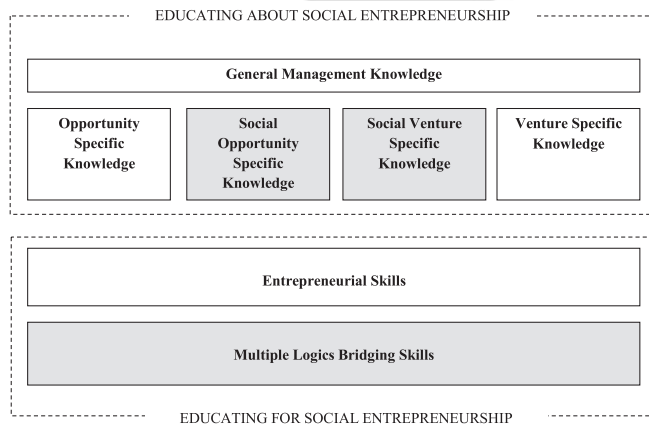 EDUCATING ABOUT SOCIAL ENTREPRENEURSHIP
General Management Knowledge
Opportunity
Specific
Knowledge
Social
Opportunity
Specific
Knowledge
Social Venture
Specific
Knowledge
Venture Specific
Knowledge
Entrepreneurial Skills
Multiple Logics Bridging Skills
EDUCATING FOR SOCIAL ENTREPRENEURSHIP